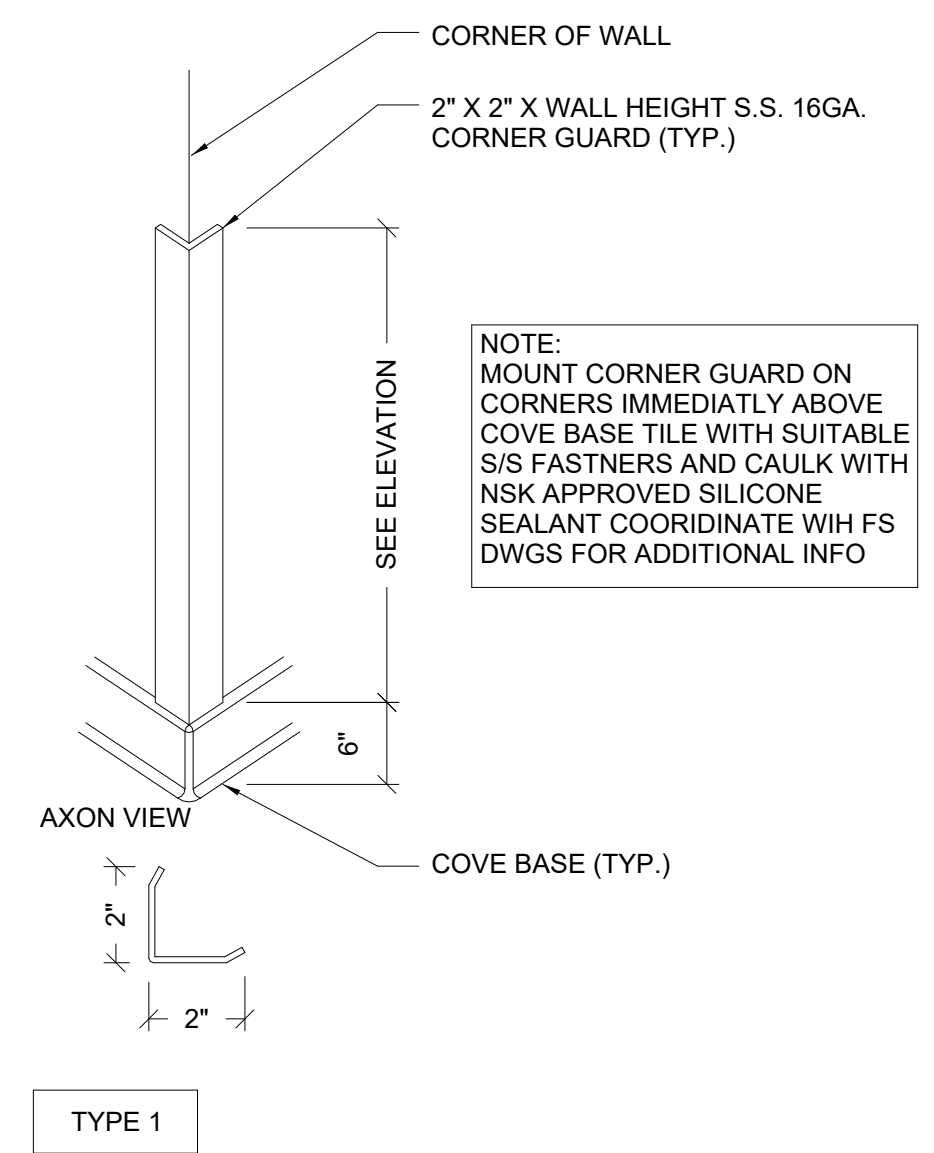 CORNER OF WALL
2" X 2" X WALL HEIGHT S.S. 16GA.
CORNER GUARD (TYP.)
NOTE:
MOUNT CORNER GUARD ON
CORNERS IMMEDIATLY ABOVE
COVE BASE TILE WITH SUITABLE
S/S FASTNERS AND CAULK WITH
NSK APPROVED SILICONE
SEALANT COORIDINATE WIH FS
DWGS FOR ADDITIONAL INFO
SEE ELEVATION
6"
AXON VIEW
COVE BASE (TYP.)
2"
2"
TYPE 1